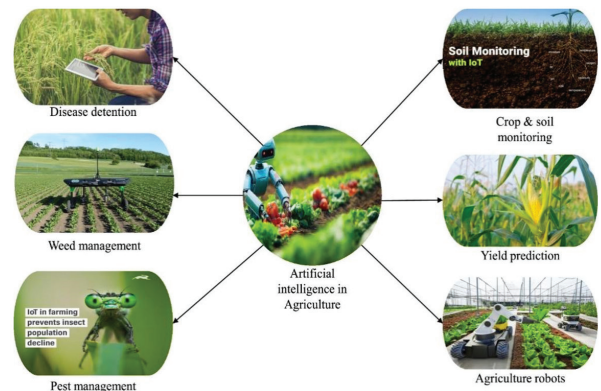 Disease detention
Soil Monitoring
with IoT
Crop & soil
monitoring
Weed management
Artificial
intelligence in
Agriculture
Yield prediction
IoT in farming
prevents insect
population
decline
Pest management
Agriculture robots